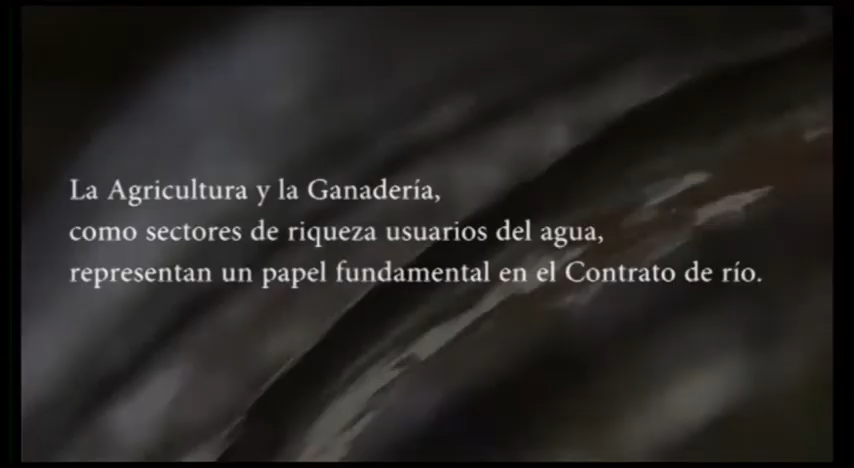 La Agricultura y la Ganadería,
como sectores de riqueza usuarios del agua,
representan un papel fundamental en el Contrato de río.